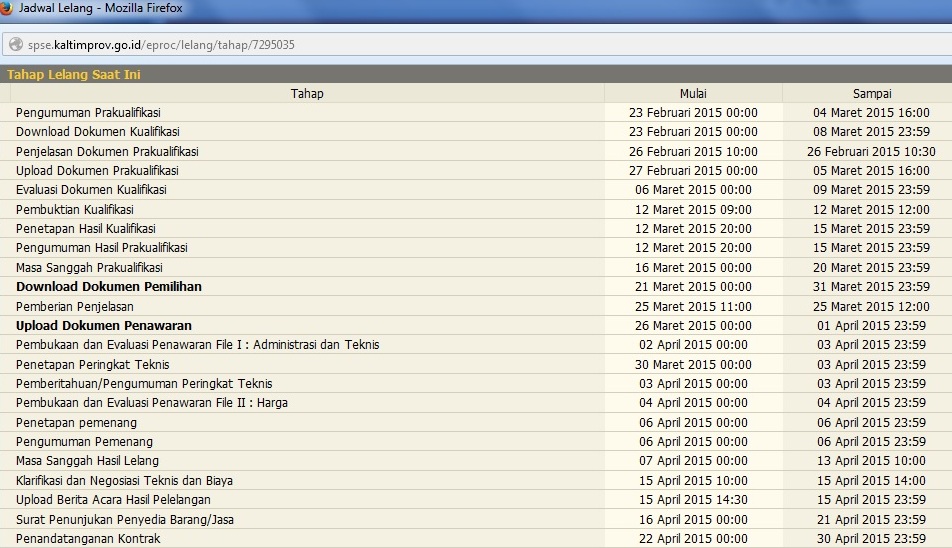 Jadwal Lelang - Mozilla Firefox
spse.kaltimprov.go.id/eproc/lelang/tahap/7295035
Tahap Lelang Saat Ini
Tahap Mulai Sampai
Pengumuman Prakualifikasi 23 Februari 2015 00:00 04 Maret 2015 16:00
Download Dokumen Kualifikasi 23 Februari 2015 00:00 08 Maret 2015 23:59
Penjelasan Dokumen Prakualifikasi 26 Februari 2015 10:00 26 Februari 2015 10:30
Upload Dokumen Prakualifikasi 27 Februari 2015 00:00 05 Maret 2015 16:00
Evaluasi Dokumen Kualifikasi 06 Maret 2015 00:00 09 Maret 2015 23:59
Pembuktian Kualifikasi 12 Maret 2015 09:00 12 Maret 2015 12:00
Penetapan Hasil Kualifikasi 12 Maret 2015 20:00 15 Maret 2015 23:59
Pengumuman Hasil Prakualifikasi 12 Maret 2015 20:00 15 Maret 2015 23:59
Masa Sanggah Prakualifikasi 16 Maret 2015 00:00 20 Maret 2015 23:59
Download Dokumen Pemilihan 21 Maret 2015 00:00 31 Maret 2015 23:59
Pemberian Penjelasan 25 Maret 2015 11:00 25 Maret 2015 12:00
Upload Dokumen Penawaran 26 Maret 2015 00:00 01 April 2015 23:59
Pembukaan dan Evaluasi Penawaran File I : Administrasi dan Teknis 02 April 2015 00:00 03 April 2015 23:59
Penetapan Peringkat Teknis 30 Maret 2015 00:00 03 April 2015 23:59
Pemberitahuan/Pengumuman Peringkat Teknis 03 April 2015 00:00 03 April 2015 23:59
Pembukaan dan Evaluasi Penawaran File II : Harga 04 April 2015 00:00 04 April 2015 23:59
Penetapan pemenang 06 April 2015 00:00 06 April 2015 23:59
Pengumuman Pemenang 06 April 2015 00:00 06 April 2015 23:59
Masa Sanggah Hasil Lelang 07 April 2015 00:00 13 April 2015 10:00
Klarifikasi dan Negosiasi Teknis dan Biaya 15 April 2015 10:00 15 April 2015 14:00
Upload Berita Acara Hasil Pelelangan 15 April 2015 14:30 15 April 2015 23:59
Surat Penunjukan Penyedia Barang/Jasa 16 April 2015 00:00 21 April 2015 23:59
Penandatanganan Kontrak 22 April 2015 00:00 30 April 2015 23:59